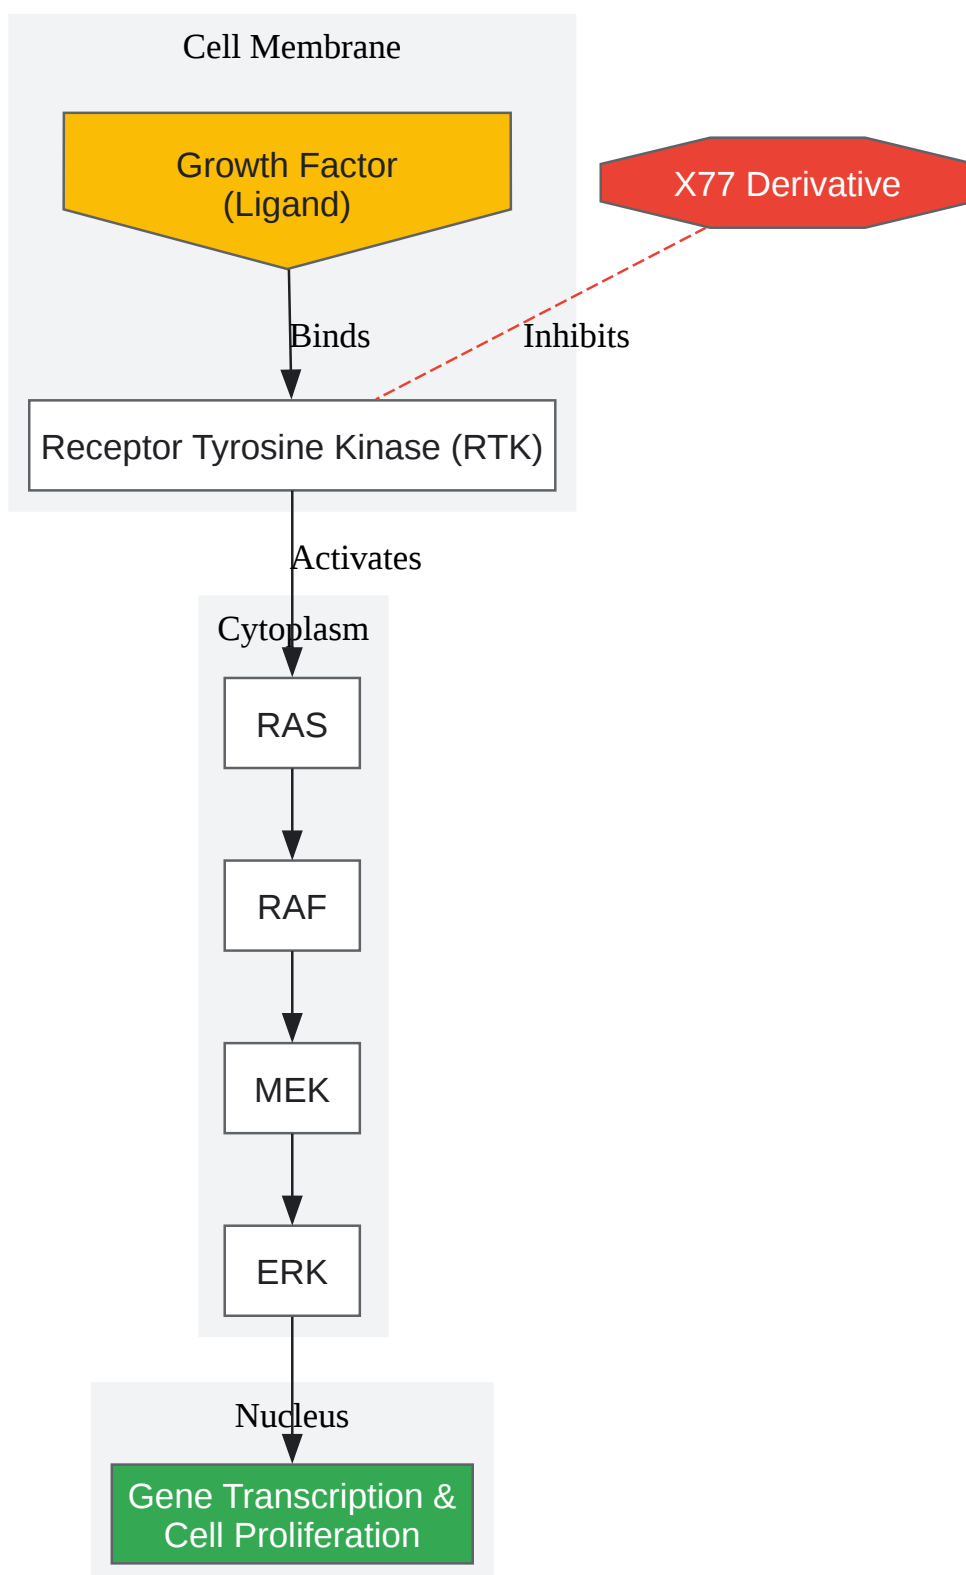 Cell Membrane
Growth Factor
(Ligand)
X77 Derivative
Binds
Inhibits
Receptor Tyrosine Kinase (RTK)
Activates
Cytoplasm
RAS
RAF
MEK
ERK
Nucleus
Gene Transcription &
Cell Proliferation